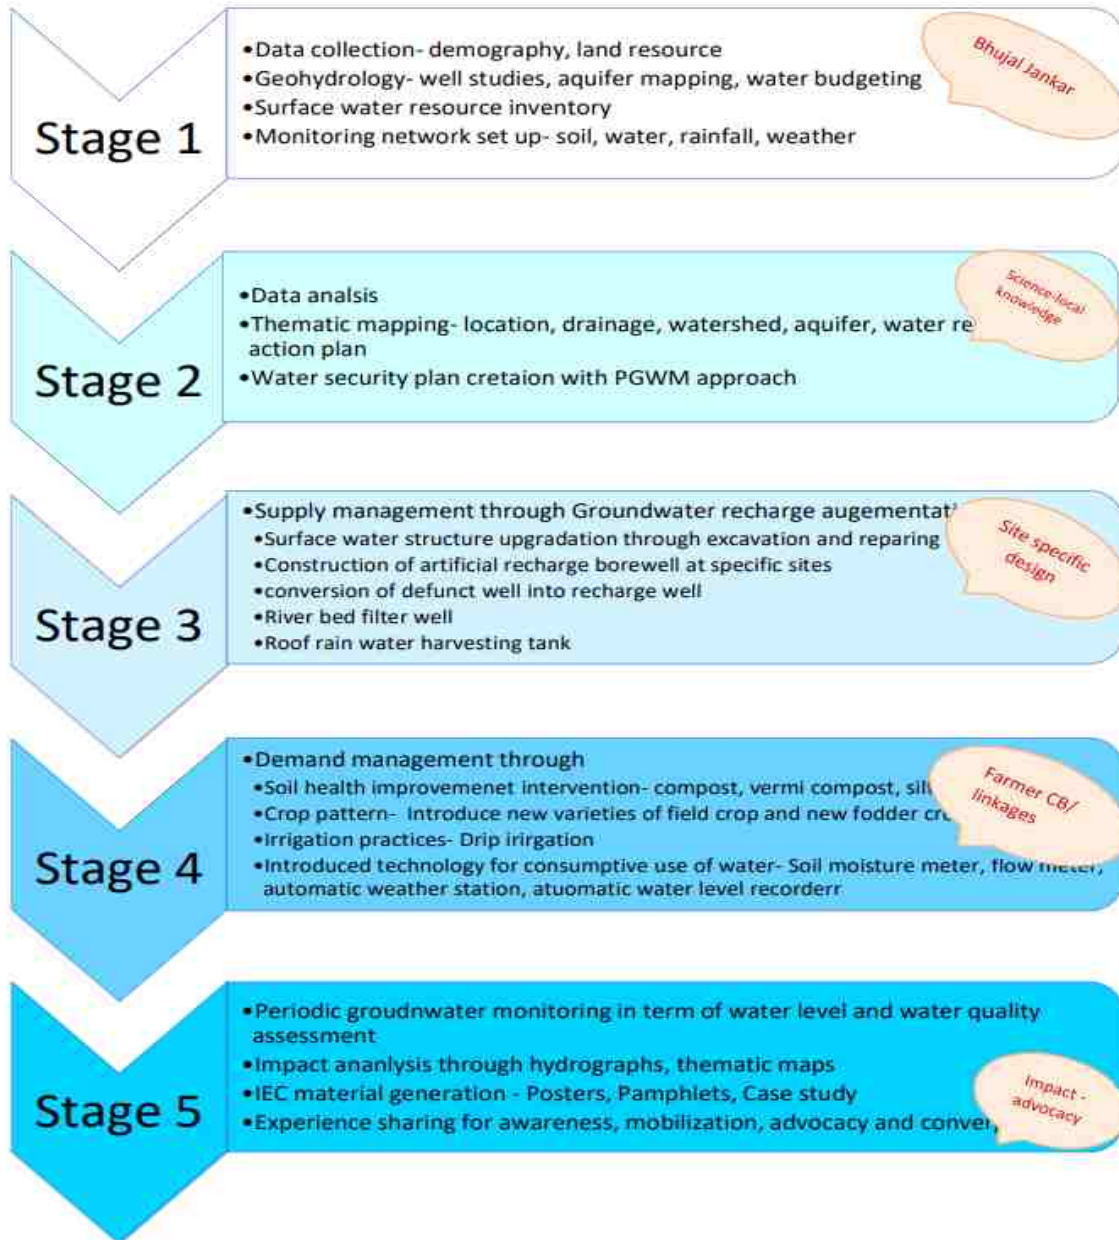 Stage 1
•Data collection- demography, land resource
•Geohydrology- well studies, aquifer mapping, water budgeting
•Surface water resource inventory
•Monitoring network set up- soil, water, rainfall, weather
Bhujal Jankar
Stage 2
•Data analsis
•Thematic mapping- location, drainage, watershed, aquifer, water re
action plan
•Water security plan cretaion with PGWM approach
Science-local
knowledge
Stage 3
•Supply management through Groundwater recharge augementati
•Surface water structure upgradation through excavation and reparing
•Construction of artificial recharge borewell at specific sites
•conversion of defunct well into recharge well
•River bed filter well
•Roof rain water harvesting tank
Site specific
design
Stage 4
•Demand management through
•Soil health improvemenet intervention- compost, vermi compost, sil
•Crop pattern- Introduce new varieties of field crop and new fodder cr
•Irrigation practices- Drip irirgation
•Introduced technology for consumptive use of water- Soil moisture meter, flow meter,
automatic weather station, atuomatic water level recorderr
Farmer CB/
linkages
Stage 5
•Periodic groudnwater monitoring in term of water level and water quality
assessment
•Impact ananlysis through hydrographs, thematic maps
•IEC material generation - Posters, Pamphlets, Case study
•Experience sharing for awareness, mobilization, advocacy and conver
Impact -
advocacy